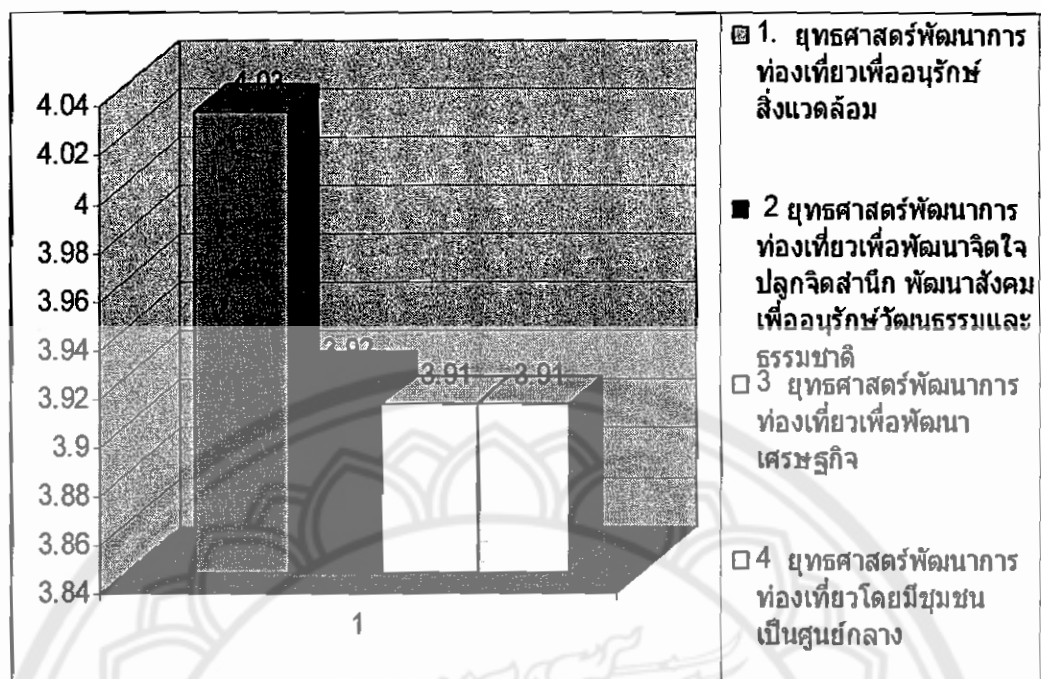 4.04
4.02
4
3.98
3.96
3.94
3.92
3.9
3.88
3.86
3.84
4.03
3.92
3.91
3.91
1
1. ยุทธศาสตร์พัฒนาการ
ท่องเที่ยวเพื่ออนุรักษ์
สิ่งแวดล้อม
2 ยุทธศาสตร์พัฒนาการ
ท่องเที่ยวเพื่อพัฒนาจิตใจ
ปลูกจิตสำนึก พัฒนาสังคม
เพื่ออนุรักษ์วัฒนธรรมและ
ธรรมชาติ
3 ยุทธศาสตร์พัฒนาการ
ท่องเที่ยวเพื่อพัฒนา
เศรษฐกิจ
4 ยุทธศาสตร์พัฒนาการ
ท่องเที่ยวโดยมีชุมชน
เป็นศูนย์กลาง